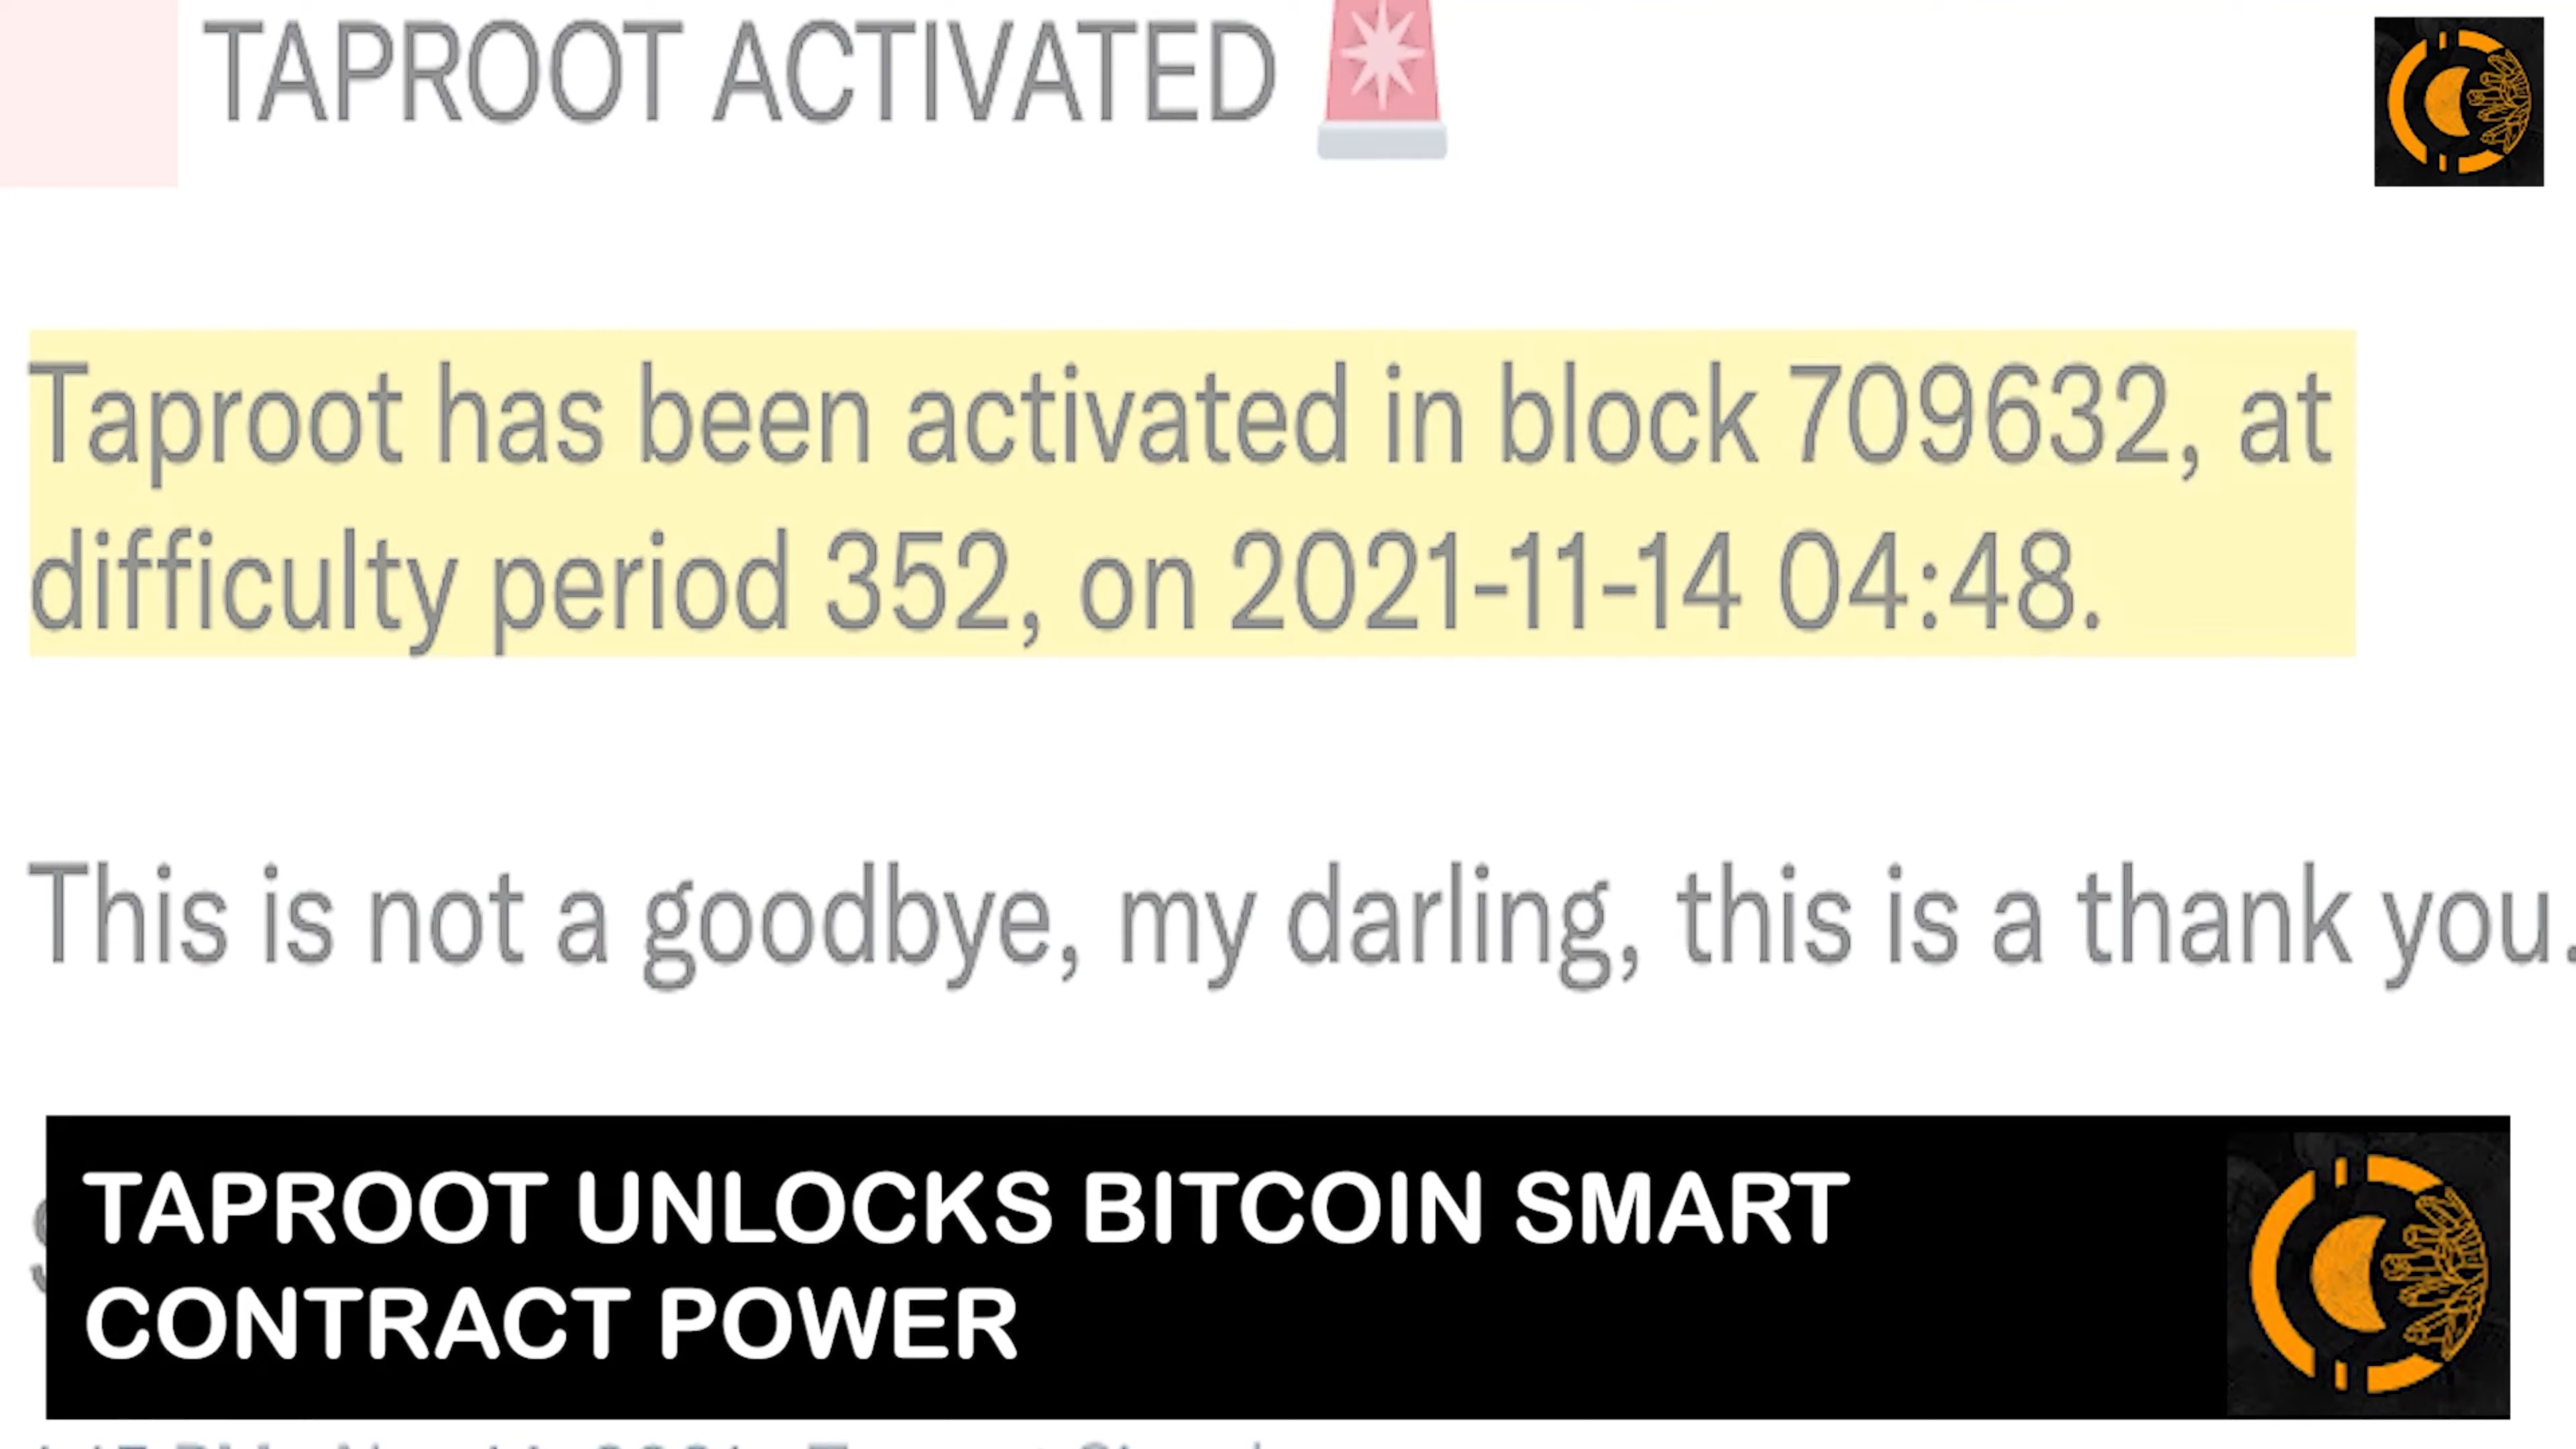 TAPROOT ACTIVATED
Taproot has been activated in block 709632, at
difficulty period 352, on 2021-11-14 04:48.
This is not a goodbye, my darling, this is a thank you.
TAPROOT UNLOCKS BITCOIN SMART
CONTRACT POWER